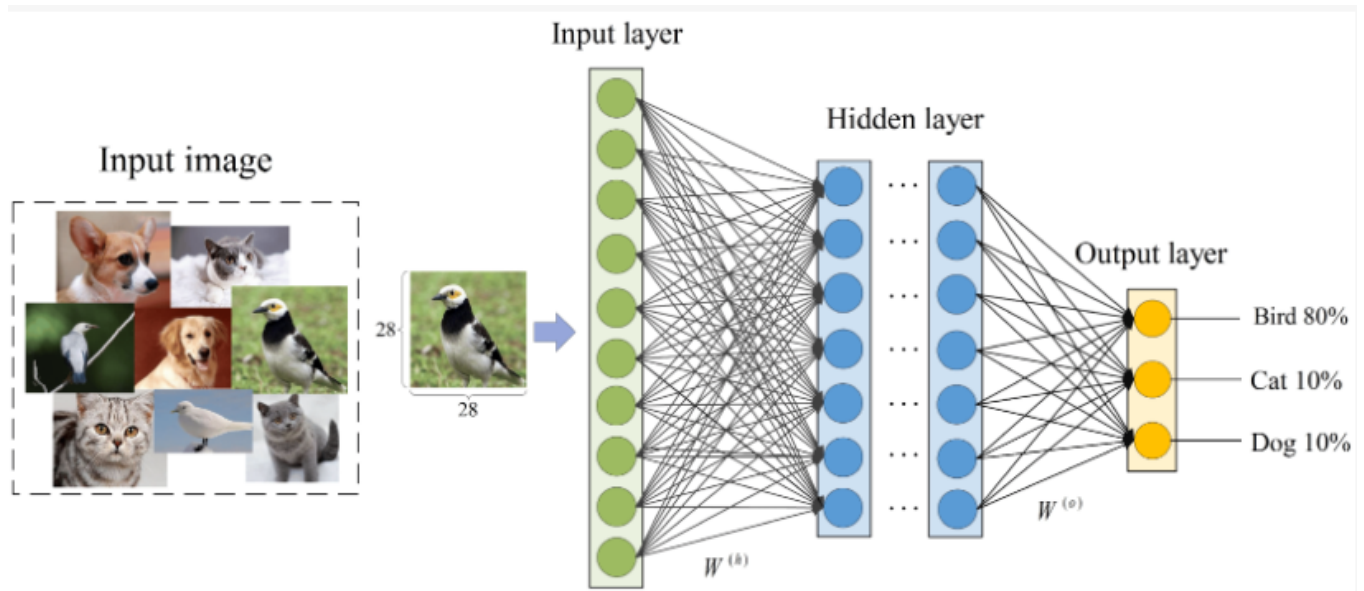 Input image
28
28
Input layer
W (h)
Hidden layer
...
...
...
...
...
...
...
W (o)
Output layer
Bird 80%
Cat 10%
Dog 10%